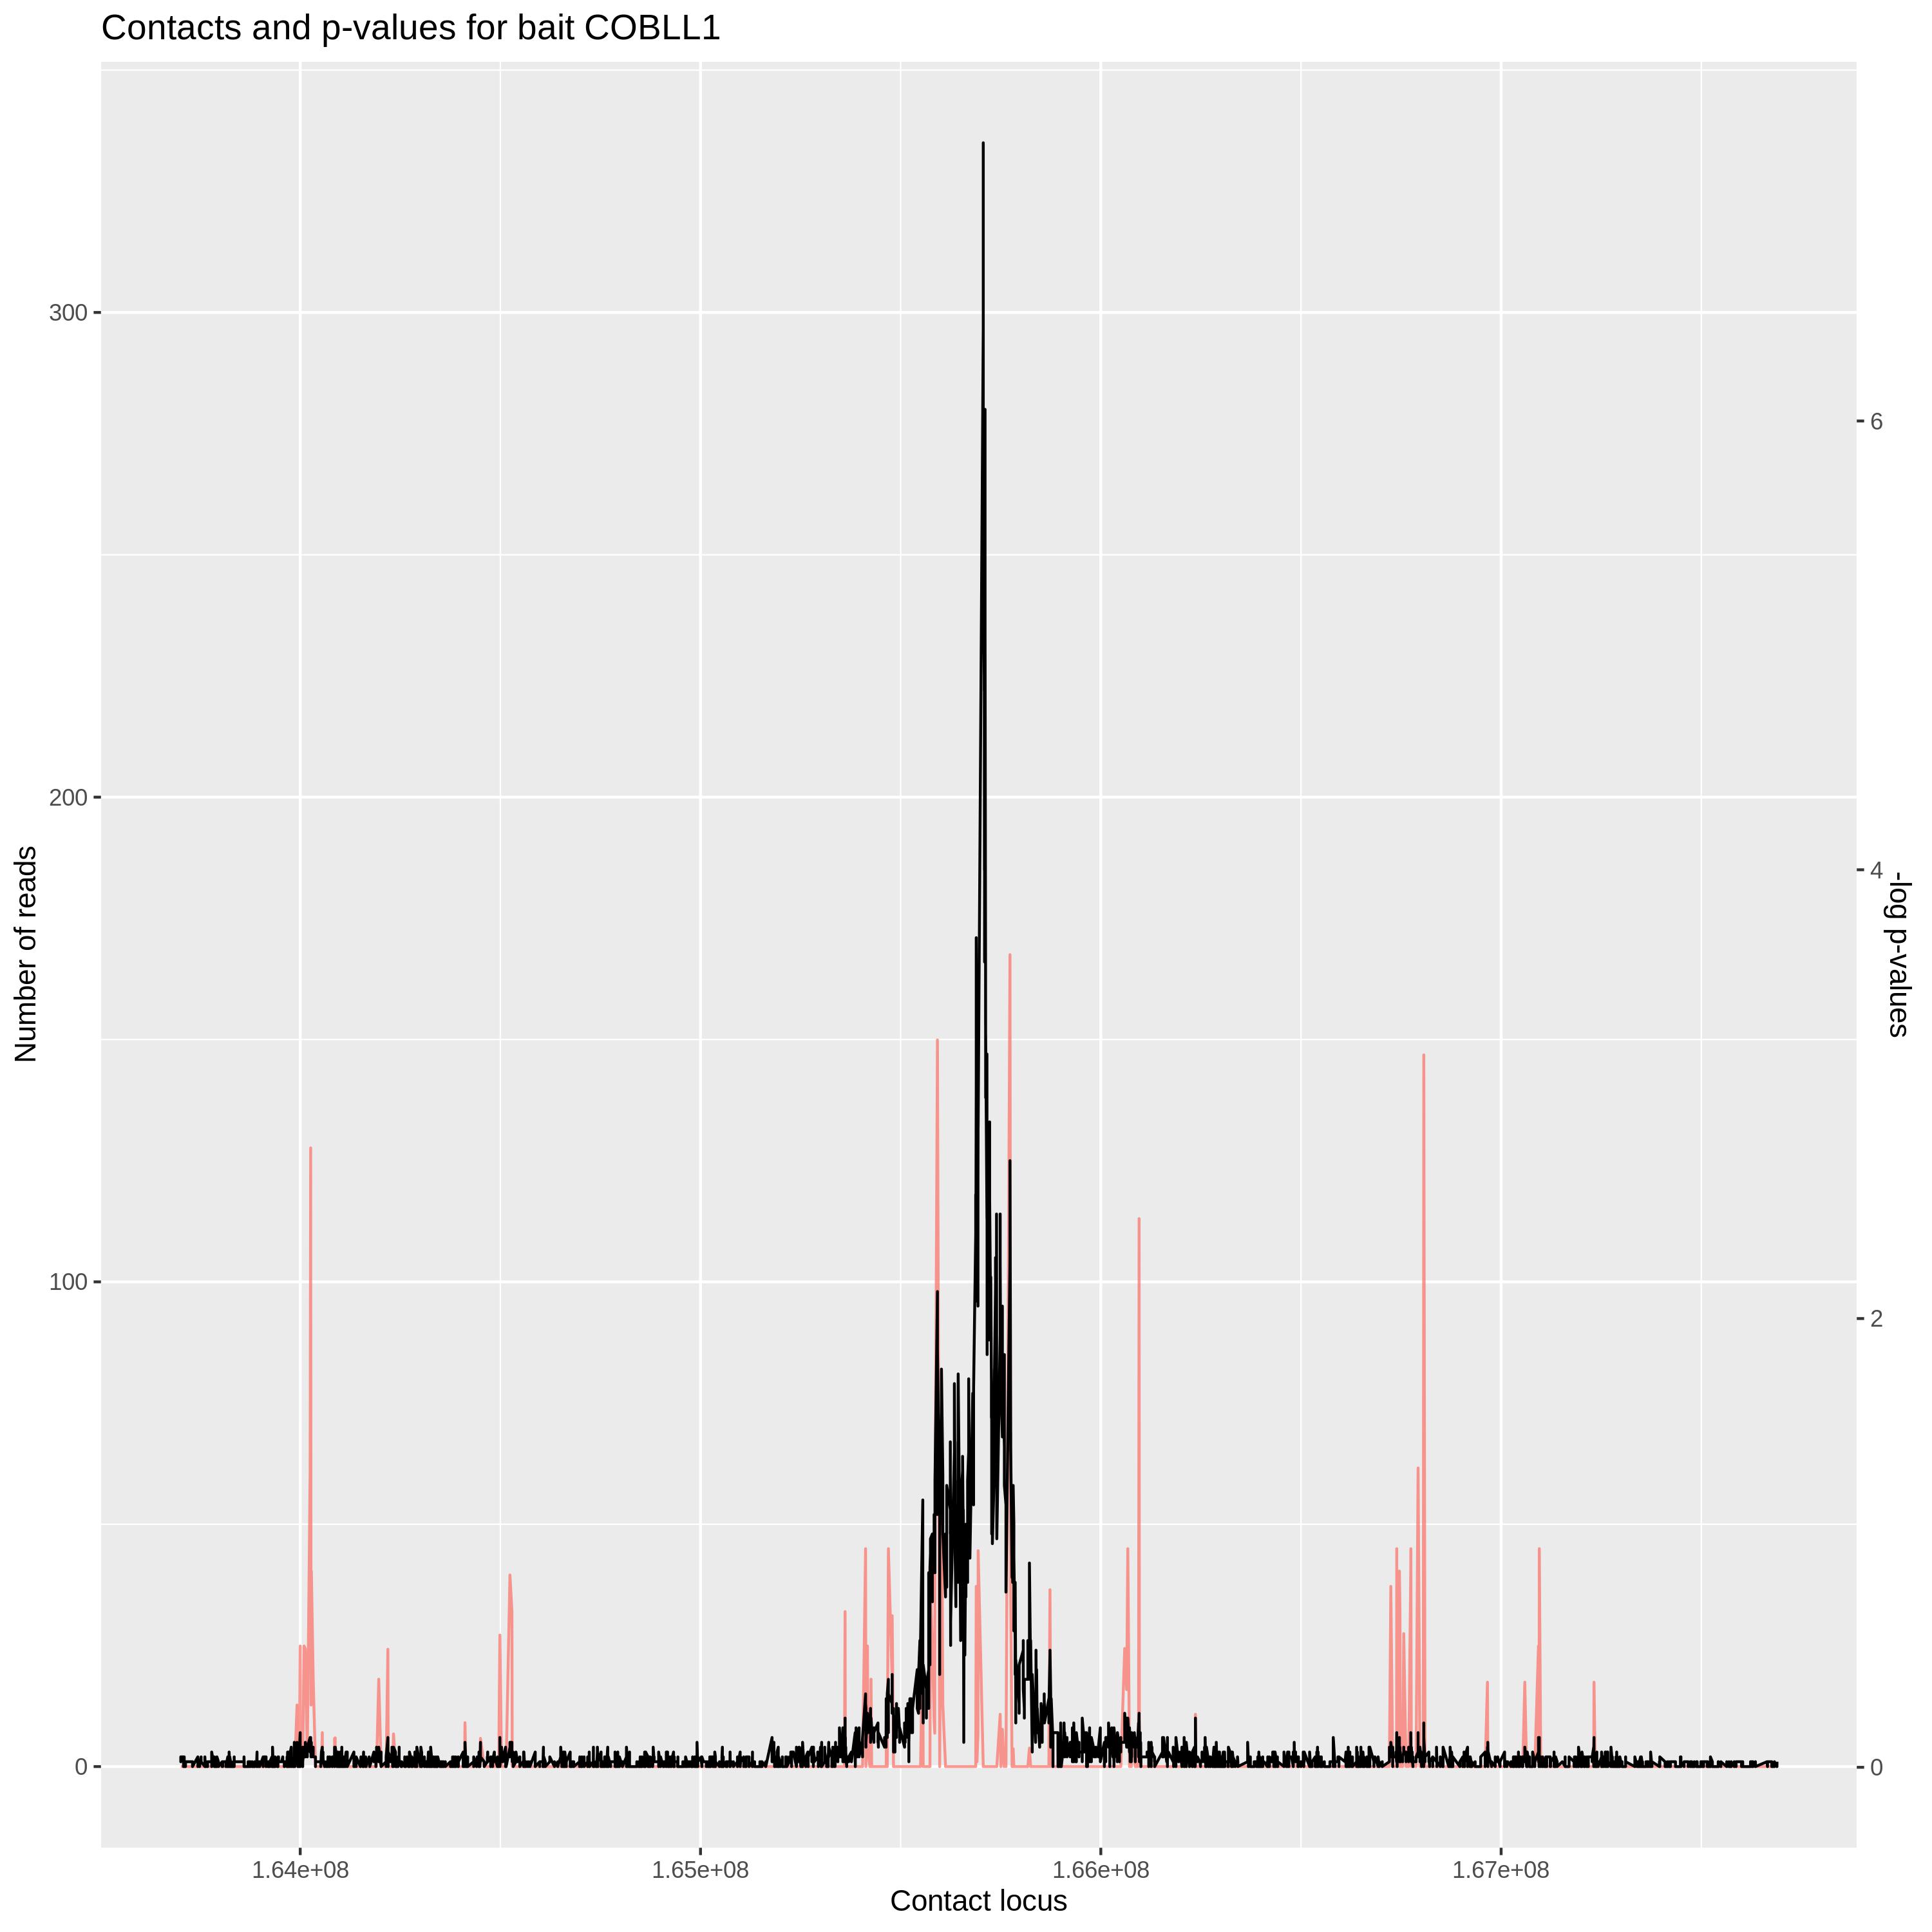 Contacts and p-values for bait COBLL1
300
200
100
0
Number of reads
6
4
2
0
-log p-values
1.64e+08
1.65e+08
1.66e+08
1.67e+08
Contact locus